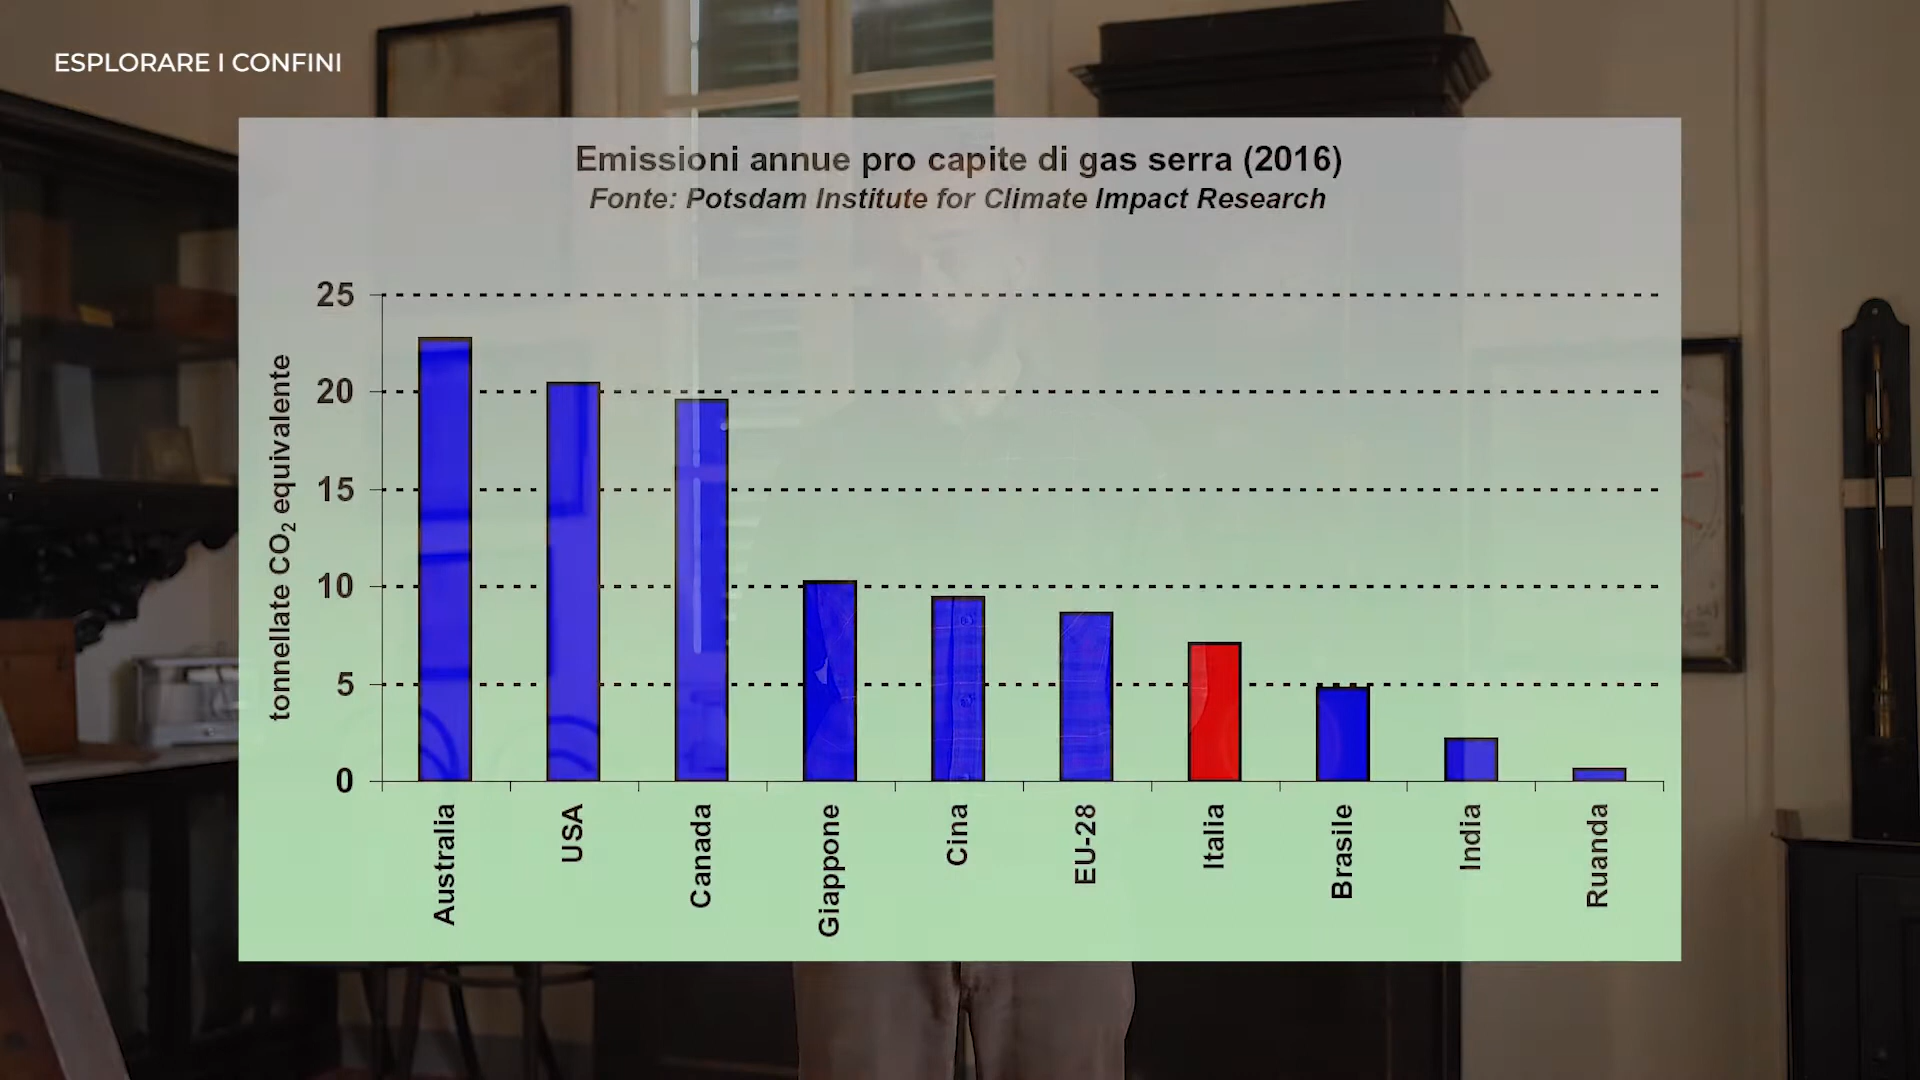 ESPLORARE I CONFINI
Emissioni annue pro capite di gas serra (2016)
Fonte: Potsdam Institute for Climate Impact Research
tonnellate CO₂ equivalente
25
20
15
10
5
0
Australia
USA
Canada
Giappone
Cina
EU-28
Italia
Brasile
India
Ruanda